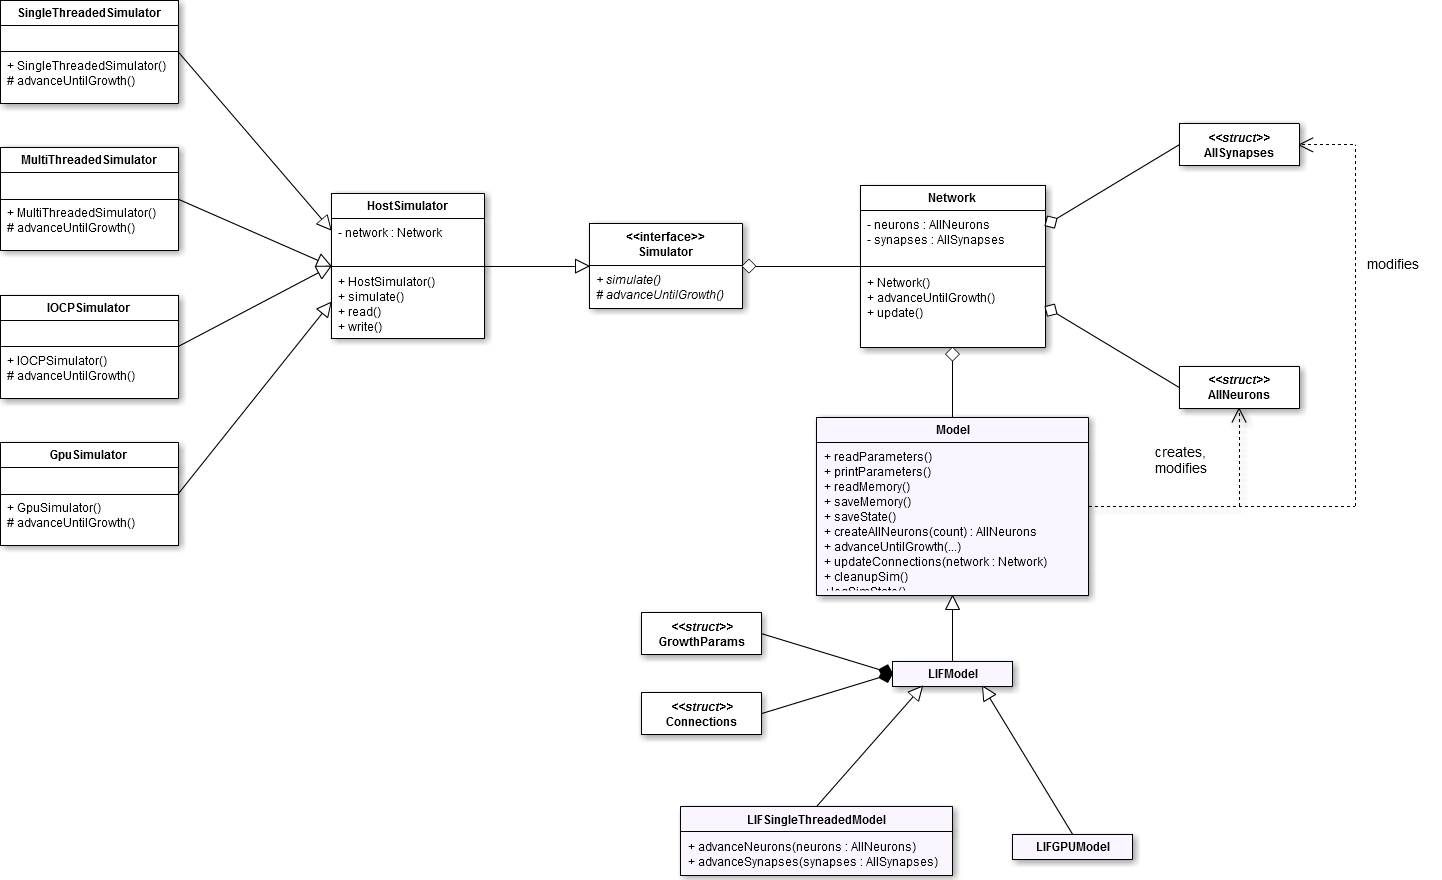 SingleThreadedSimulator
+ SingleThreadedSimulator()
# advanceUntilGrowth()
MultiThreadedSimulator
+ MultiThreadedSimulator()
# advanceUntilGrowth()
IOCPSimulator
+ IOCPSimulator()
# advanceUntilGrowth()
GpuSimulator
+ GpuSimulator()
# advanceUntilGrowth()
HostSimulator
- network : Network
+ HostSimulator()
+ simulate()
+ read()
+ write()
<<interface>>
Simulator
+ simulate()
# advanceUntilGrowth()
Network
- neurons : AllNeurons
- synapses : AllSynapses
+ Network()
+ advanceUntilGrowth()
+ update()
<<struct>>
AllSynapses
modifies
<<struct>>
AllNeurons
creates,
modifies
Model
+ readParameters()
+ printParameters()
+ readMemory()
+ saveMemory()
+ saveState()
+ createAllNeurons(count) : AllNeurons
+ advanceUntilGrowth(...)
+ updateConnections(network : Network)
+ cleanupSim()
+ logSimState()
<<struct>>
GrowthParams
<<struct>>
Connections
LIFModel
LIFSingleThreadedModel
+ advanceNeurons(neurons : AllNeurons)
+ advanceSynapses(synapses : AllSynapses)
LIFGPUModel